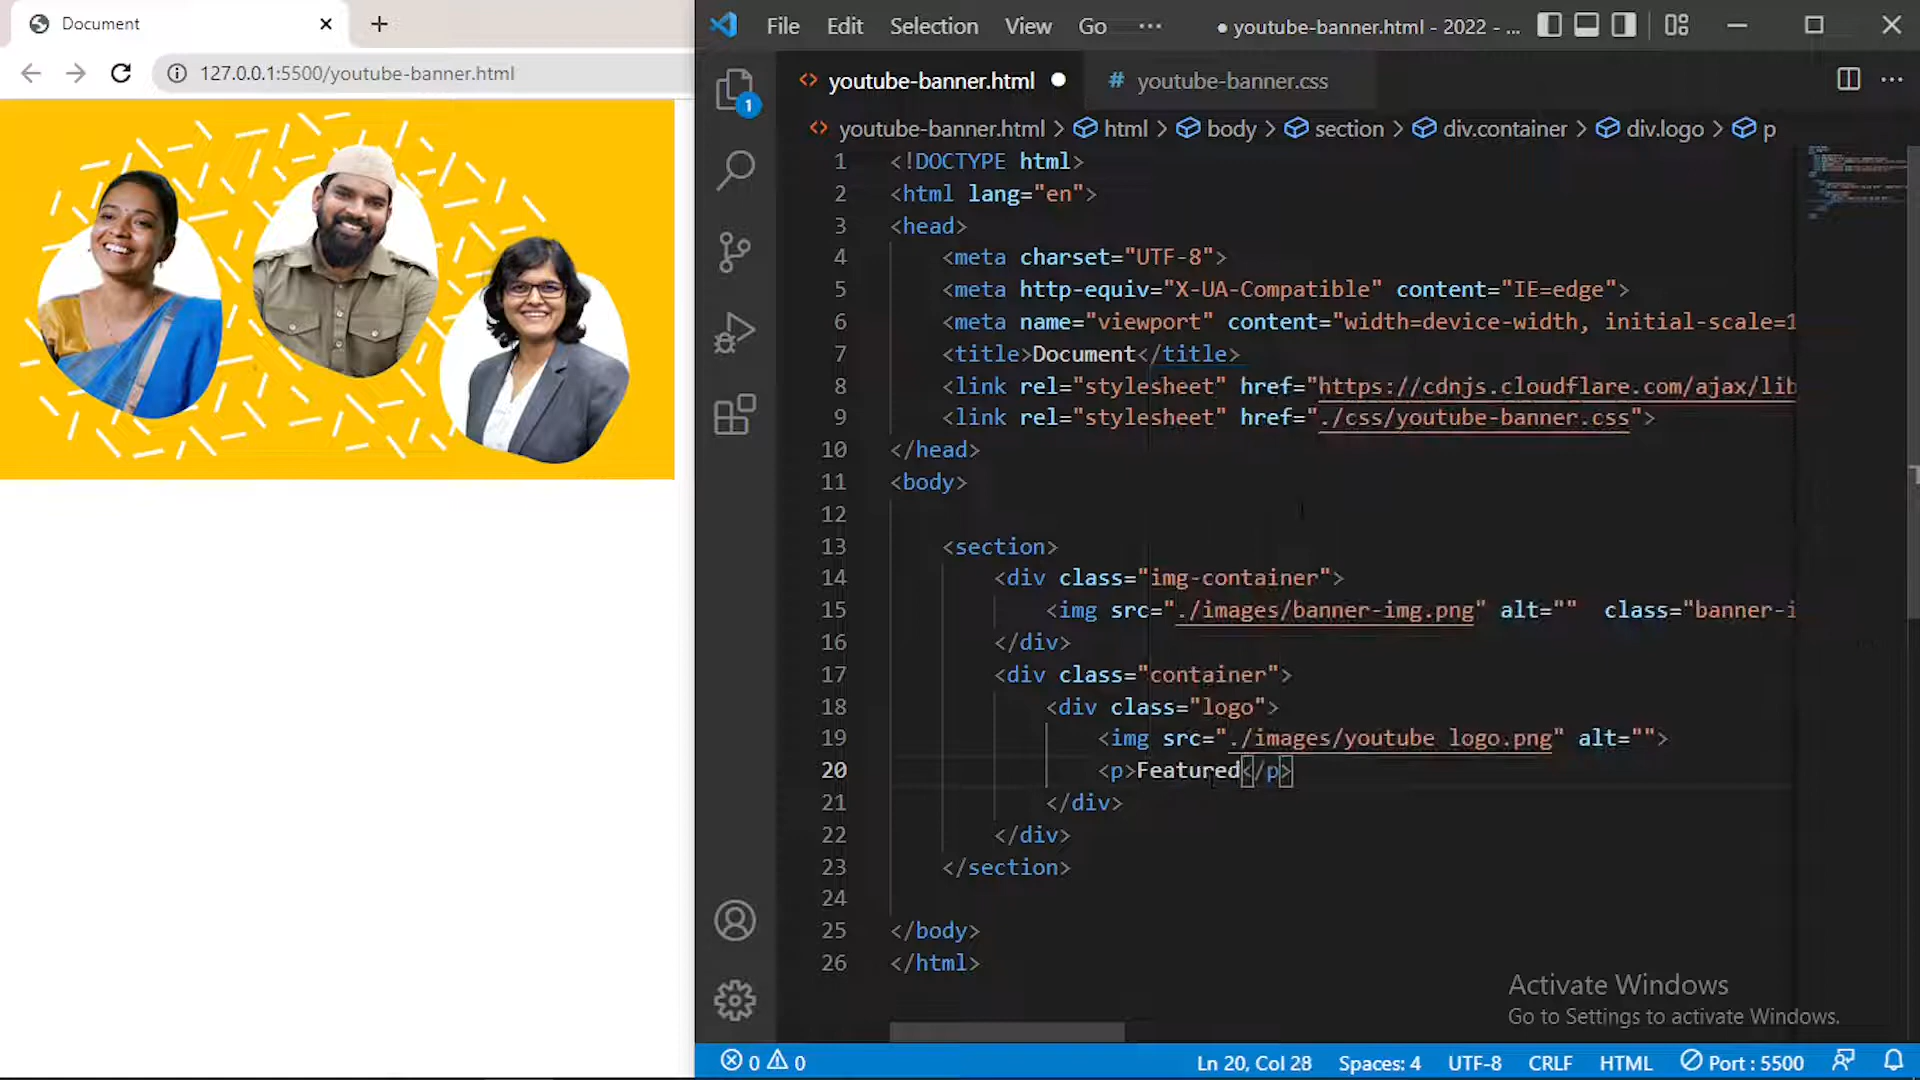 Document
127.0.0.1:5500/youtube-banner.html
File Edit Selection View Go ··· ● youtube-banner.html - 2022 - ...
youtube-banner.html ● # youtube-banner.css
1
youtube-banner.html > html > body > section > div.container > div.logo > p
1 <!DOCTYPE html>
2 <html lang="en">
3 <head>
4 <meta charset="UTF-8">
5 <meta http-equiv="X-UA-Compatible" content="IE=edge">
6 <meta name="viewport" content="width=device-width, initial-scale=1
7 <title>Document</title>
8 <link rel="stylesheet" href="https://cdnjs.cloudflare.com/ajax/lib
9 <link rel="stylesheet" href="./css/youtube-banner.css">
10 </head>
11 <body>
12
13 <section>
14 <div class="img-container">
15 <img src="./images/banner-img.png" alt="" class="banner-i
16 </div>
17 <div class="container">
18 <div class="logo">
19 <img src="./images/youtube logo.png" alt="">
20 <p>Featured</p>
21 </div>
22 </div>
23 </section>
24
25 </body>
26 </html>
Activate Windows
Go to Settings to activate Windows.
0 0 Ln 20, Col 28 Spaces: 4 UTF-8 CRLF HTML Port : 5500